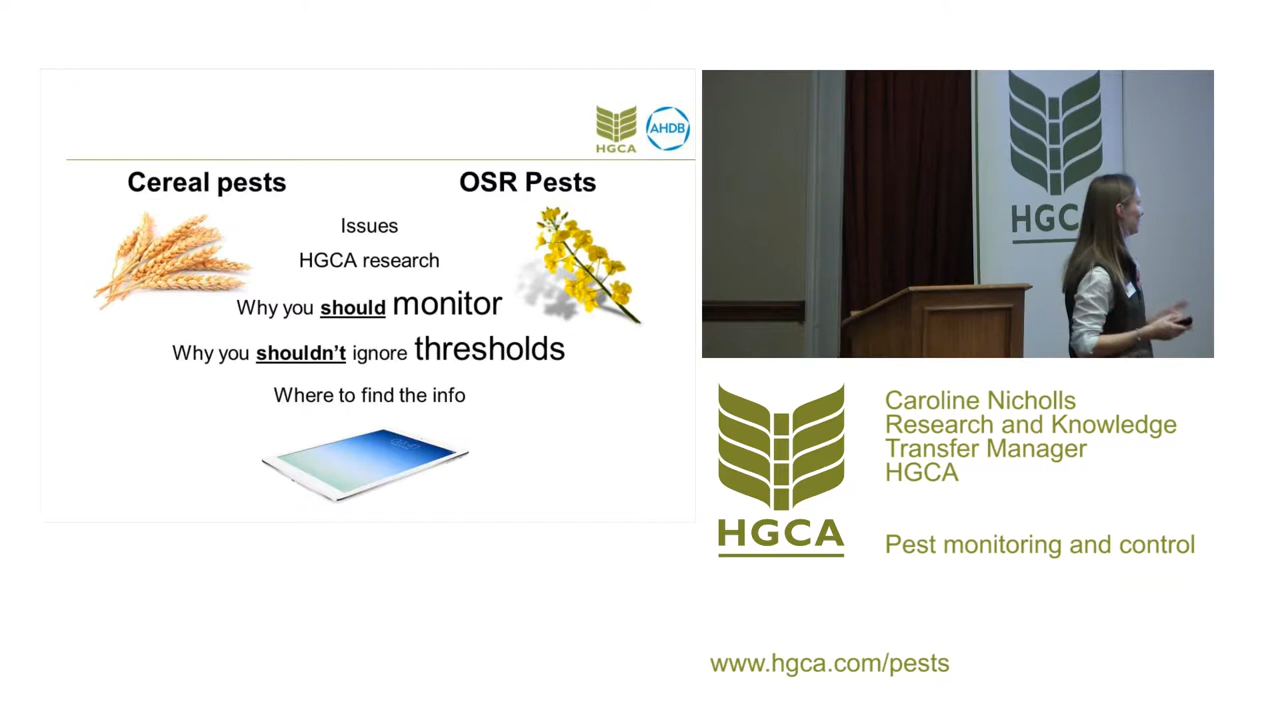 HGCA
AHDB
Cereal pests
OSR Pests
Issues
HGCA research
Why you should monitor
Why you shouldn't ignore thresholds
Where to find the info
HGCA
HGCA
Caroline Nicholls
Research and Knowledge
Transfer Manager
HGCA
Pest monitoring and control
www.hgca.com/pests